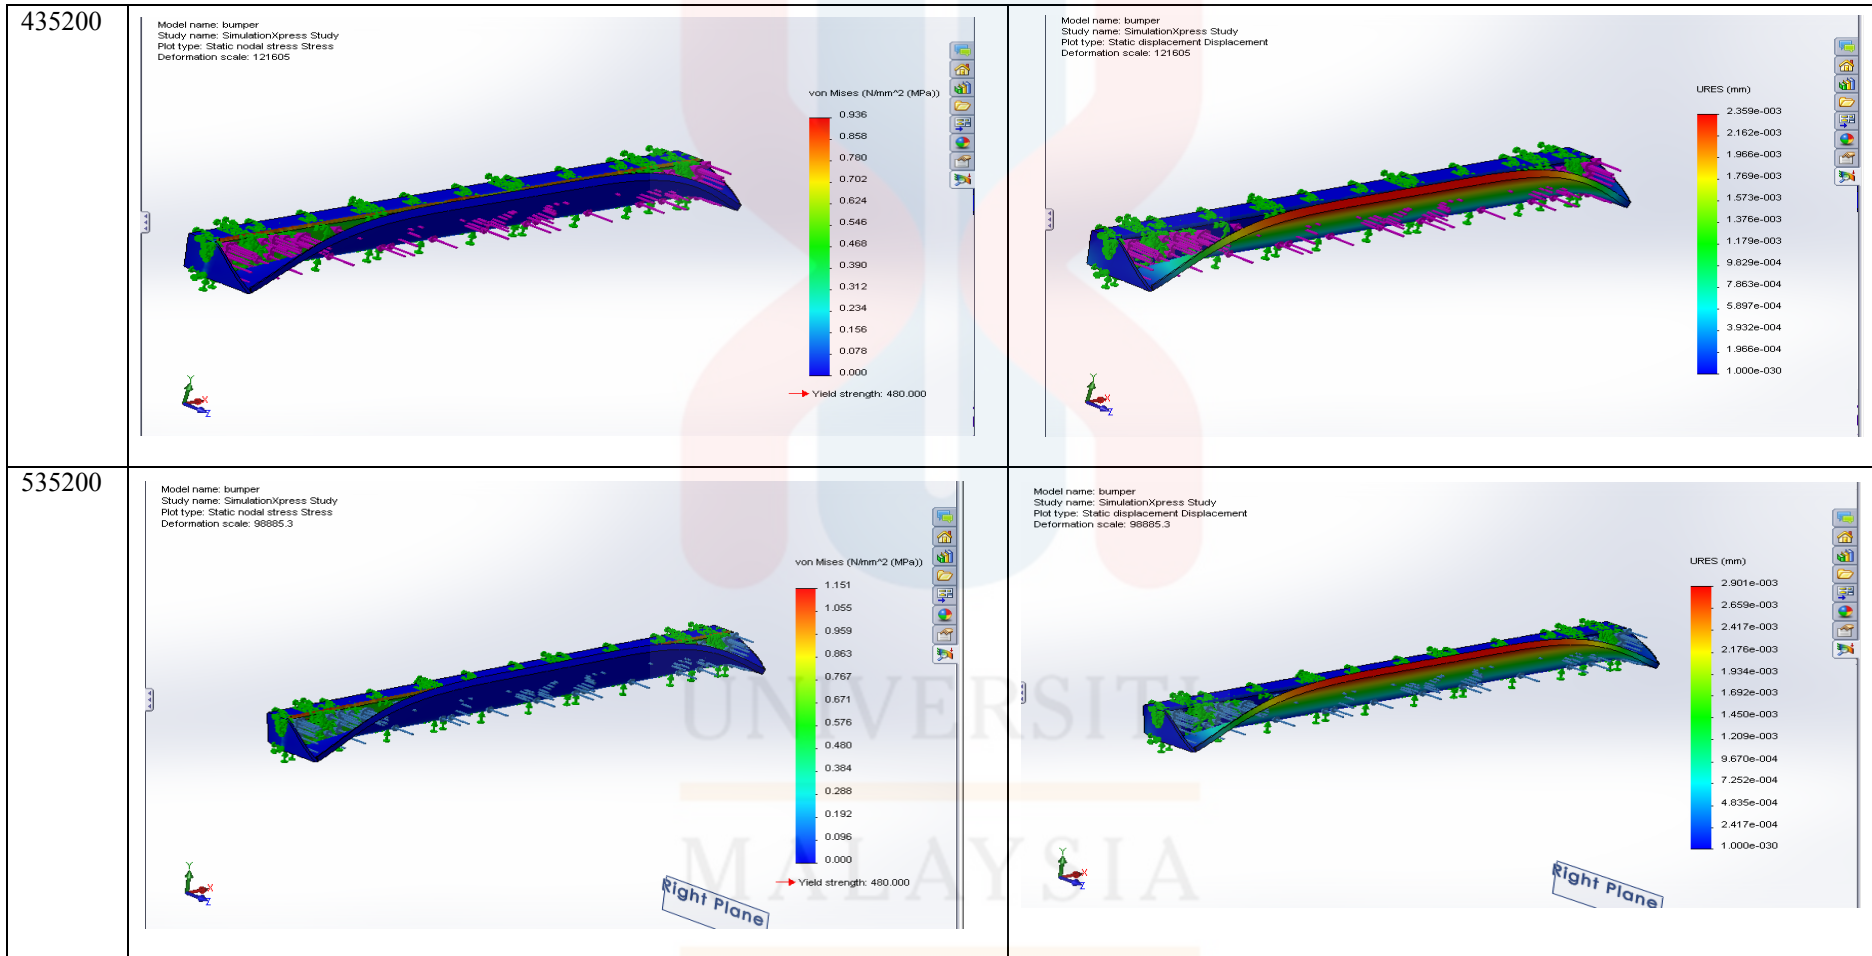 435200
Model name: bumper
Study name: SimulationXpress Study
Plot type: Static nodal stress Stress
Deformation scale: 121605
von Mises (N/mm^2 (MPa))
0.936
0.858
0.780
0.702
0.624
0.546
0.468
0.390
0.312
0.234
0.156
0.078
0.000
Yield strength: 480.000
Y
X
Z
Model name: bumper
Study name: SimulationXpress Study
Plot type: Static displacement Displacement
Deformation scale: 121605
URES (mm)
2.359e-003
2.162e-003
1.966e-003
1.769e-003
1.573e-003
1.376e-003
1.179e-003
9.829e-004
7.863e-004
5.897e-004
3.932e-004
1.966e-004
1.000e-030
Y
X
Z
535200
Model name: bumper
Study name: SimulationXpress Study
Plot type: Static nodal stress Stress
Deformation scale: 98885.3
von Mises (N/mm^2 (MPa))
1.151
1.055
0.959
0.863
0.767
0.671
0.576
0.480
0.384
0.288
0.192
0.096
0.000
Yield strength: 480.000
Y
X
Z
Right Plane
Model name: bumper
Study name: SimulationXpress Study
Plot type: Static displacement Displacement
Deformation scale: 98885.3
URES (mm)
2.901e-003
2.659e-003
2.417e-003
2.176e-003
1.934e-003
1.692e-003
1.450e-003
1.209e-003
9.670e-004
7.252e-004
4.835e-004
2.417e-004
1.000e-030
Y
X
Z
Right Plane
UNIVERSITI
MALAYSIA